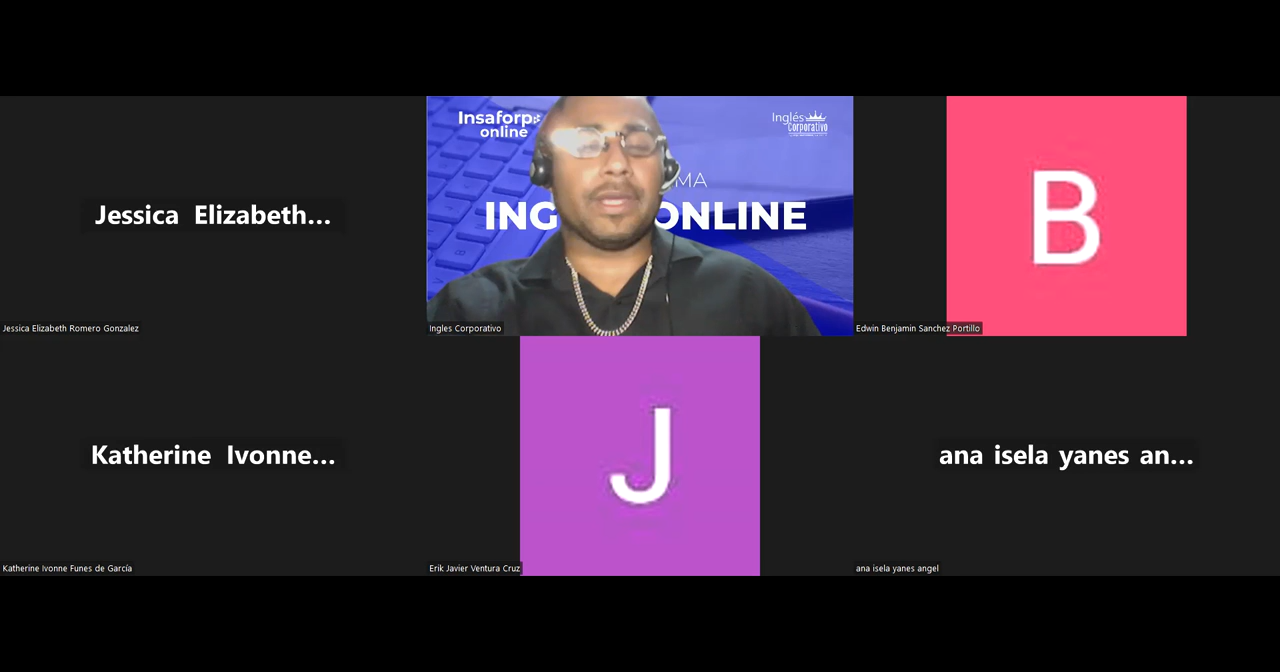 Jessica Elizabeth...
Jessica Elizabeth Romero Gonzalez
Insaforp
online
Inglés
Corporativo
MA
ING ONLINE
Ingles Corporativo
B
Edwin Benjamin Sanchez Portillo
Katherine Ivonne...
Katherine Ivonne Funes de García
J
Erik Javier Ventura Cruz
ana isela yanes an...
ana isela yanes angel